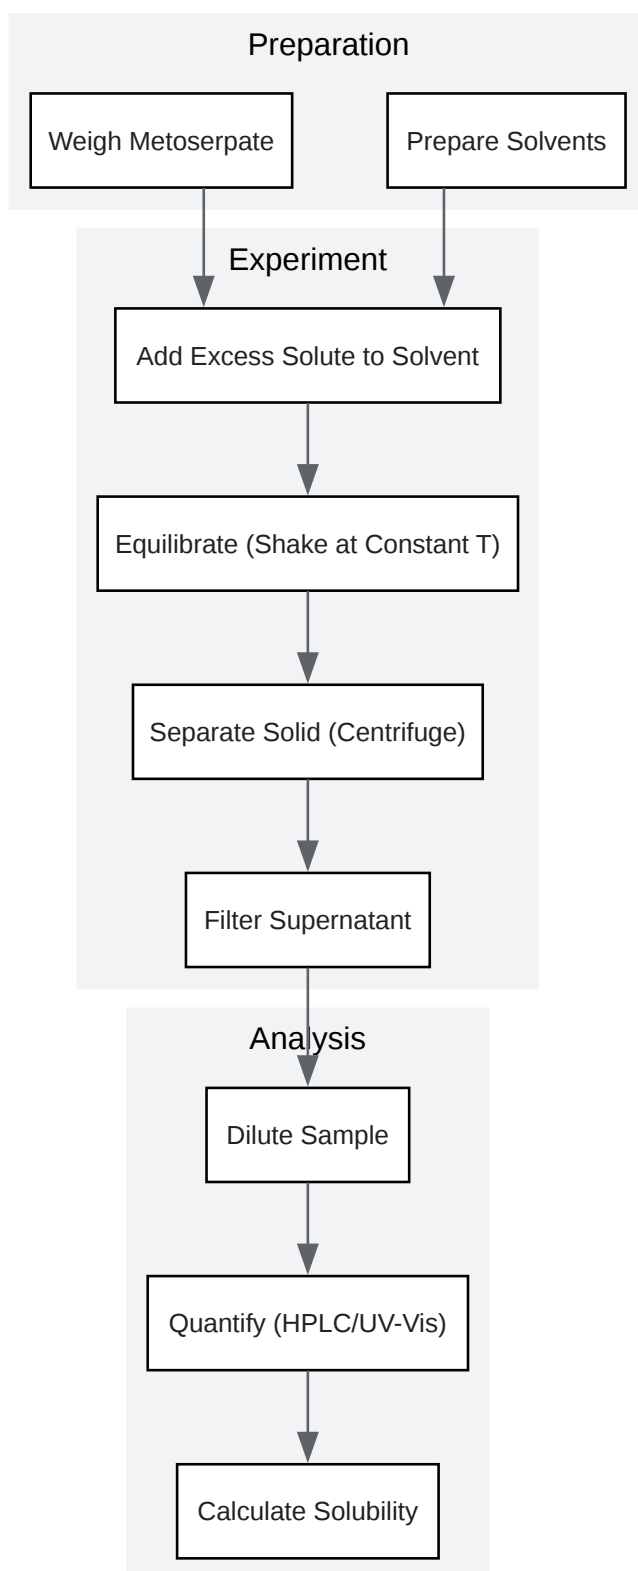 Preparation
Weigh Metoserpate
Prepare Solvents
Experiment
Add Excess Solute to Solvent
Equilibrate (Shake at Constant T)
Separate Solid (Centrifuge)
Filter Supernatant
Analysis
Dilute Sample
Quantify (HPLC/UV-Vis)
Calculate Solubility